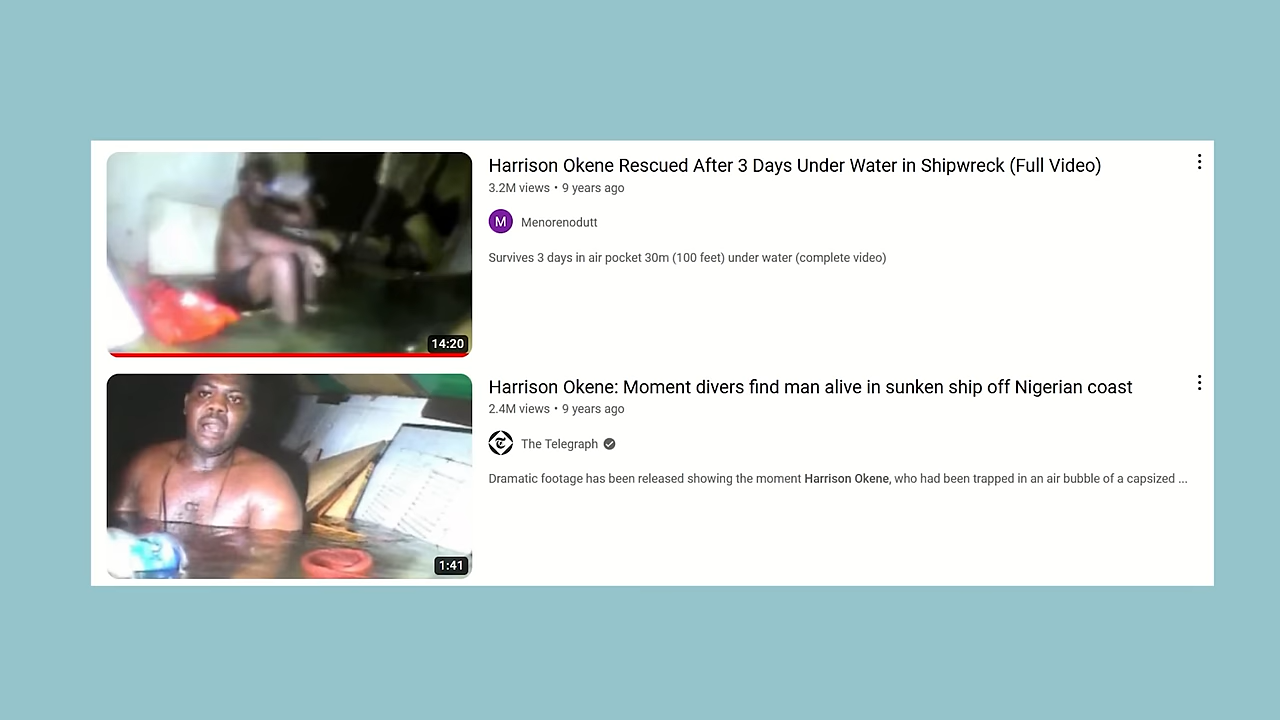 Harrison Okene Rescued After 3 Days Under Water in Shipwreck (Full Video)
3.2M views • 9 years ago
M Menorenodutt
Survives 3 days in air pocket 30m (100 feet) under water (complete video)
14:20
Harrison Okene: Moment divers find man alive in sunken ship off Nigerian coast
2.4M views • 9 years ago
The Telegraph
Dramatic footage has been released showing the moment Harrison Okene, who had been trapped in an air bubble of a capsized ...
1:41